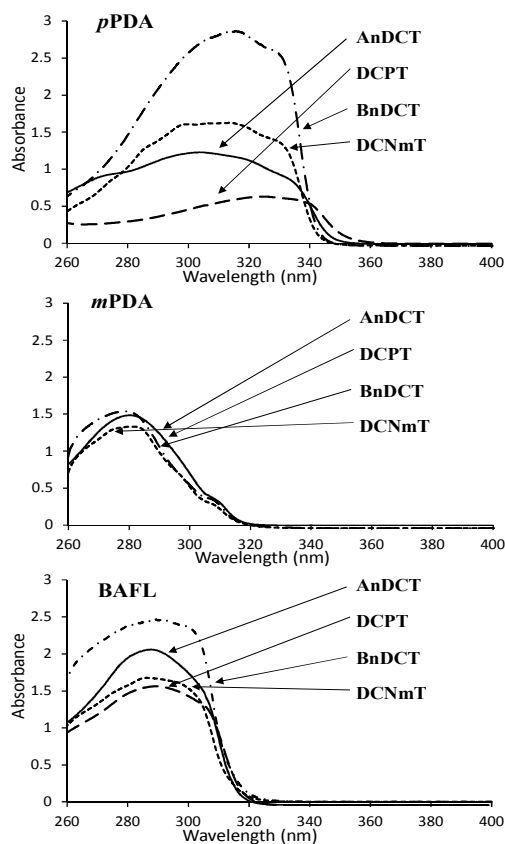 pPDA
Absorbance
3
2.5
2
1.5
1
0.5
0
AnDCT
DCPT
BnDCT
DCNmT
260 280 300 320 340 360 380 400
Wavelength (nm)
mPDA
Absorbance
3
2.5
2
1.5
1
0.5
0
AnDCT
DCPT
BnDCT
DCNmT
260 280 300 320 340 360 380 400
Wavelength (nm)
BAFL
Absorbance
3
2.5
2
1.5
1
0.5
0
AnDCT
DCPT
BnDCT
DCNmT
260 280 300 320 340 360 380 400
Wavelength (nm)